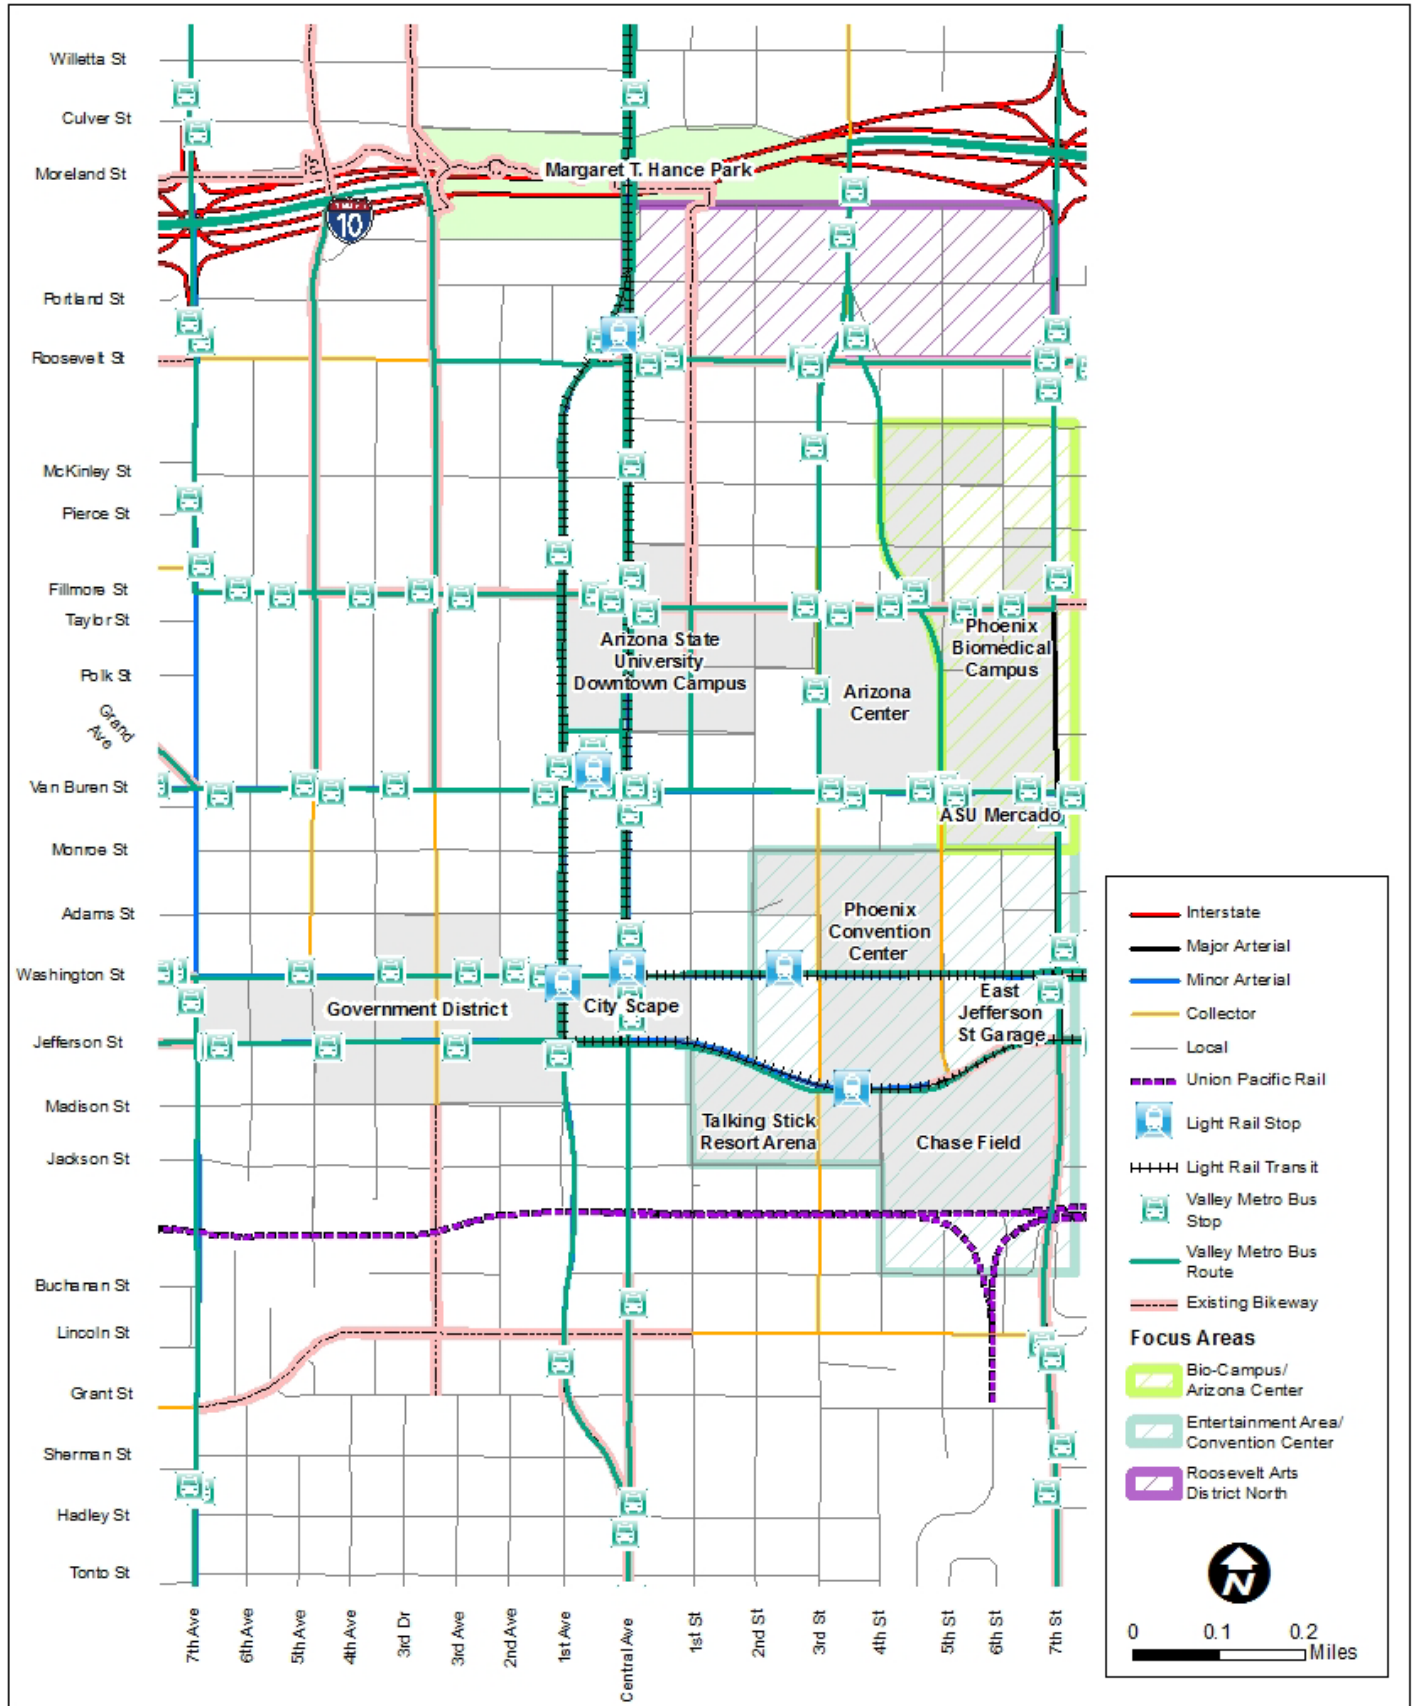 Willetta St
Culver St
Moreland St
Margaret T. Hance Park
10
Portland St
Roosevelt St
McKinley St
Pierce St
Fillmore St
Taylor St
Arizona State
University
Downtown Campus
Phoenix
Biomedical
Campus
Polk St
Arizona
Center
Grand
Ave
Van Buren St
ASU Mercado
Monroe St
Adams St
Phoenix
Convention
Center
Washington St
Government District
City Scape
East
Jefferson
St Garage
Jefferson St
Madison St
Talking Stick
Resort Arena
Chase Field
Jackson St
Buchanan St
Lincoln St
Grant St
Sherman St
Hadley St
Tonto St
7th Ave
6th Ave
5th Ave
4th Ave
3rd Dr
3rd Ave
2nd Ave
1st Ave
Central Ave
1st St
2nd St
3rd St
4th St
5th St
6th St
7th St
Interstate
Major Arterial
Minor Arterial
Collector
Local
Union Pacific Rail
Light Rail Stop
Light Rail Transit
Valley Metro Bus
Stop
Valley Metro Bus
Route
Existing Bikeway
Focus Areas
Bio-Campus/
Arizona Center
Entertainment Area/
Convention Center
Roosevelt Arts
District North
N
0 0.1 0.2
Miles